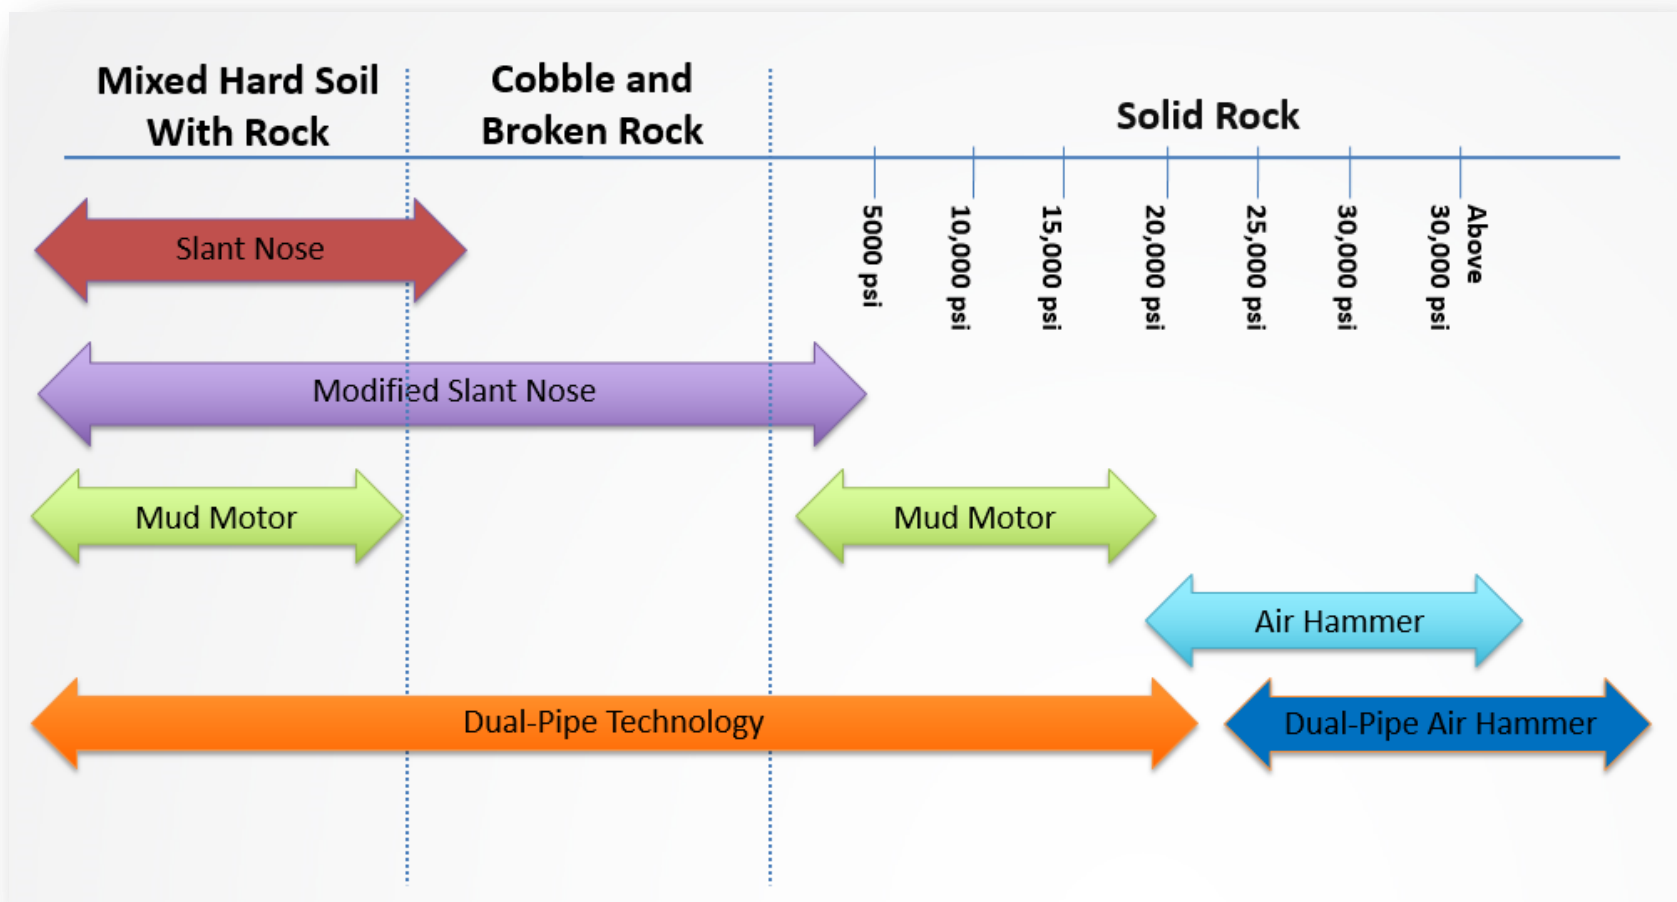 Mixed Hard Soil
With Rock
Cobble and
Broken Rock
Solid Rock
5000 psi
10,000 psi
15,000 psi
20,000 psi
25,000 psi
30,000 psi
Above
30,000 psi
Slant Nose
Modified Slant Nose
Mud Motor
Mud Motor
Air Hammer
Dual-Pipe Technology
Dual-Pipe Air Hammer